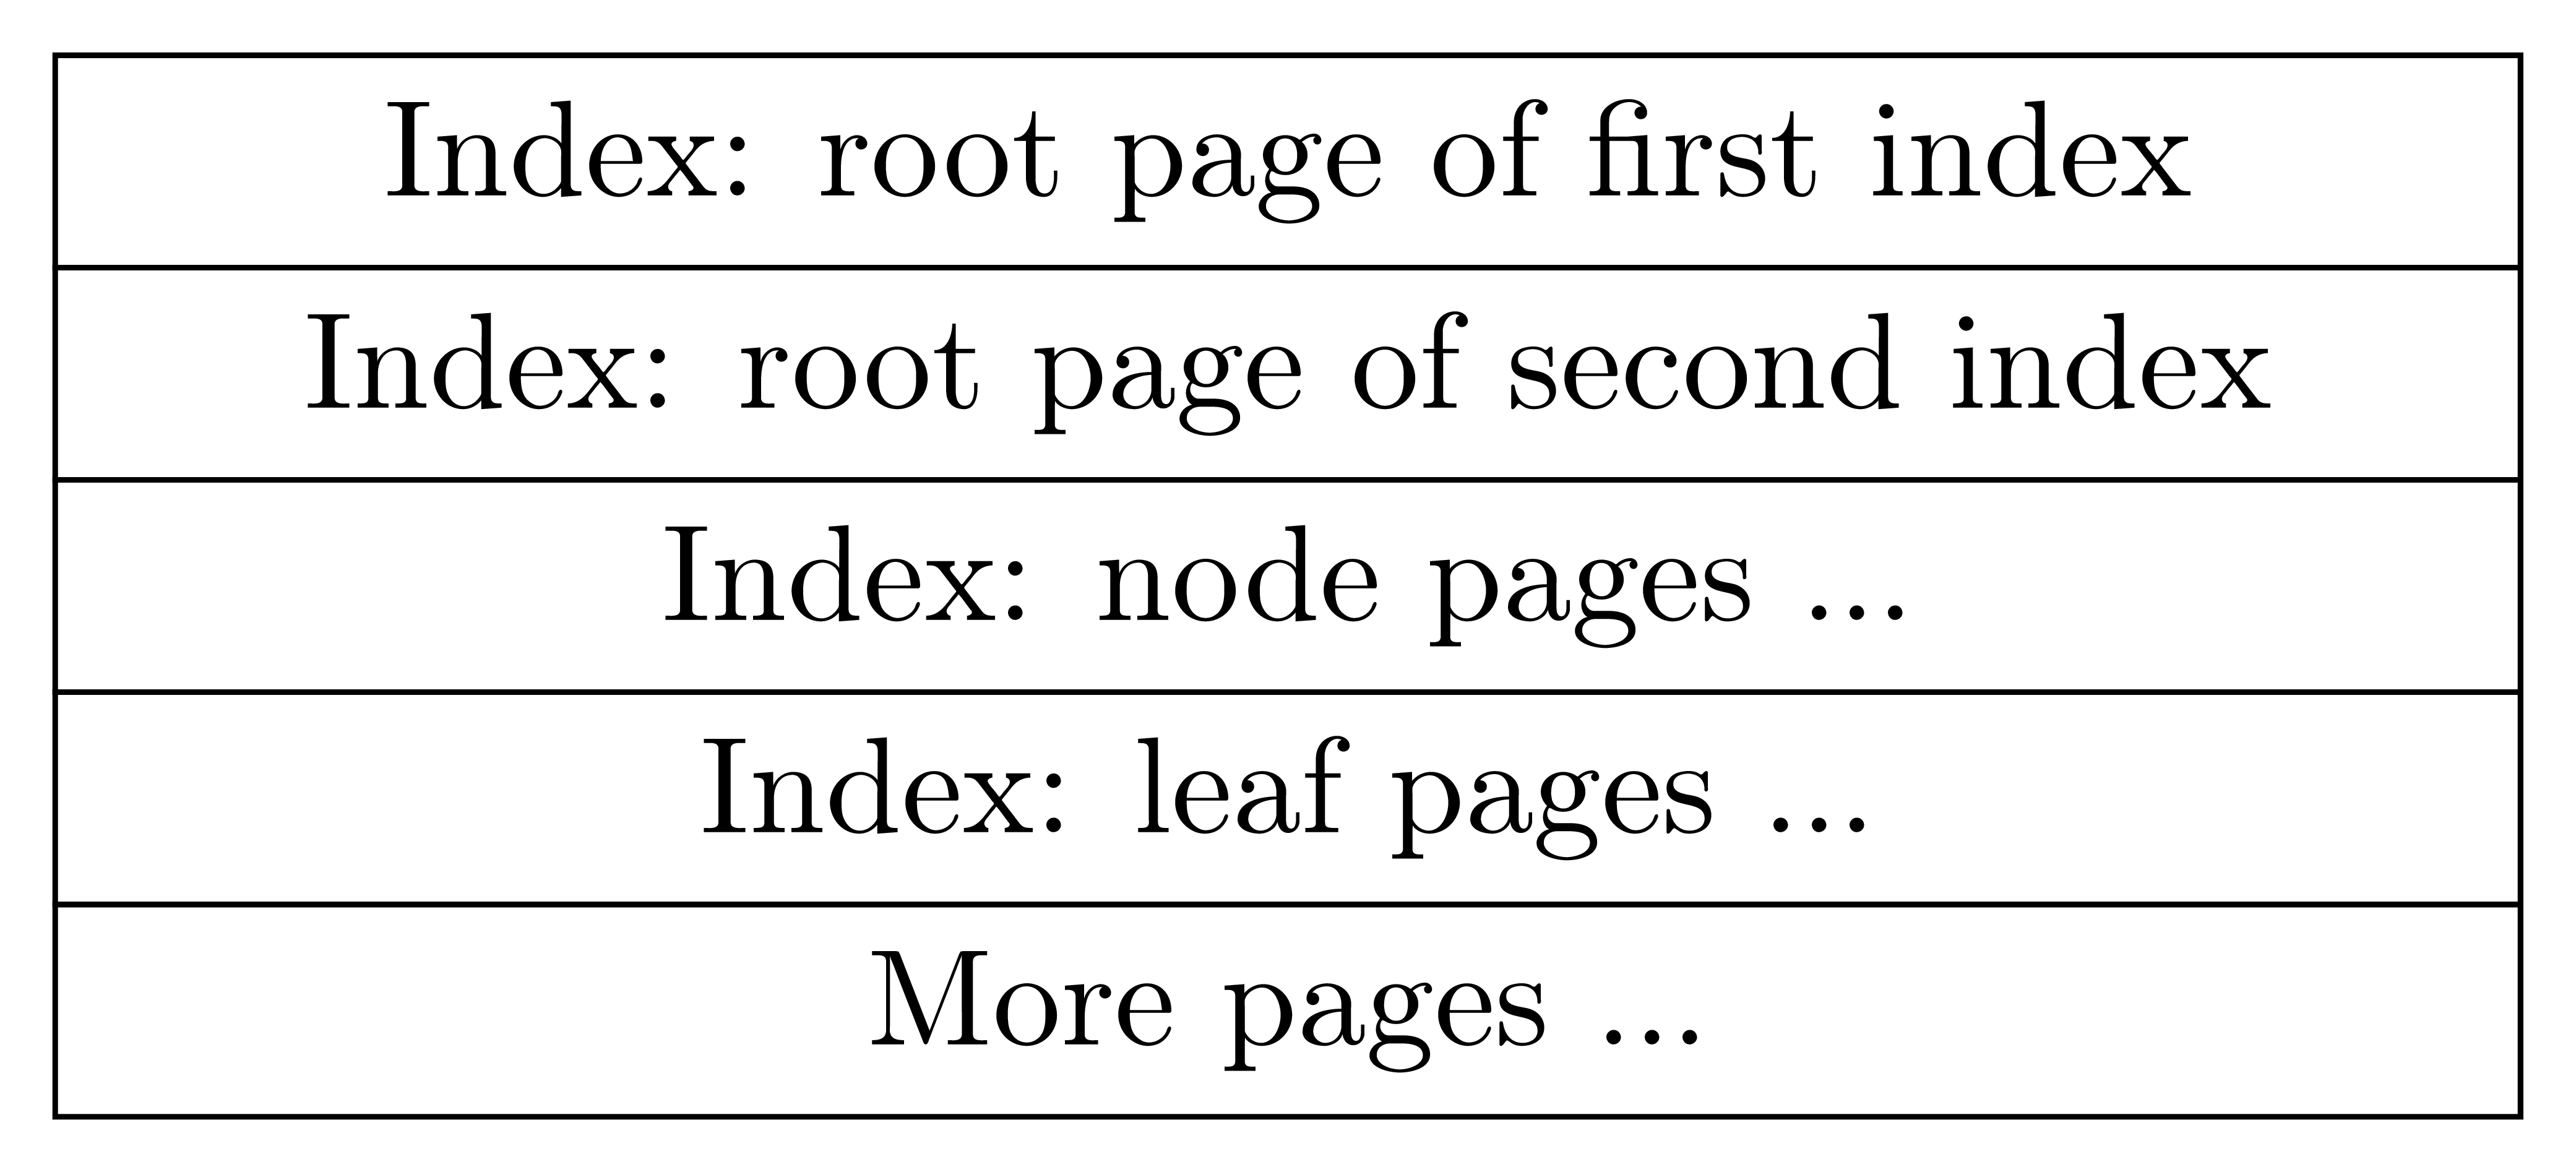 Index: root page of first index
Index: root page of second index
Index: node pages ...
Index: leaf pages ...
More pages ...